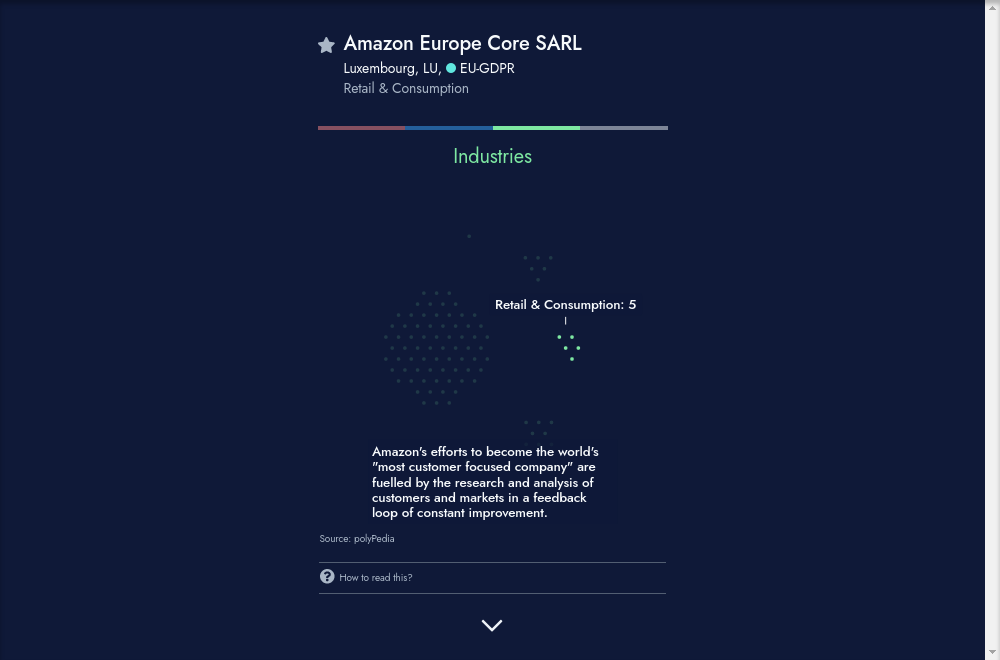 Amazon Europe Core SARL
Luxembourg, LU, EU-GDPR
Retail & Consumption
Industries
Retail & Consumption: 5
Amazon's efforts to become the world's
"most customer focused company" are
fuelled by the research and analysis of
customers and markets in a feedback
loop of constant improvement.
Source: polyPedia
? How to read this?